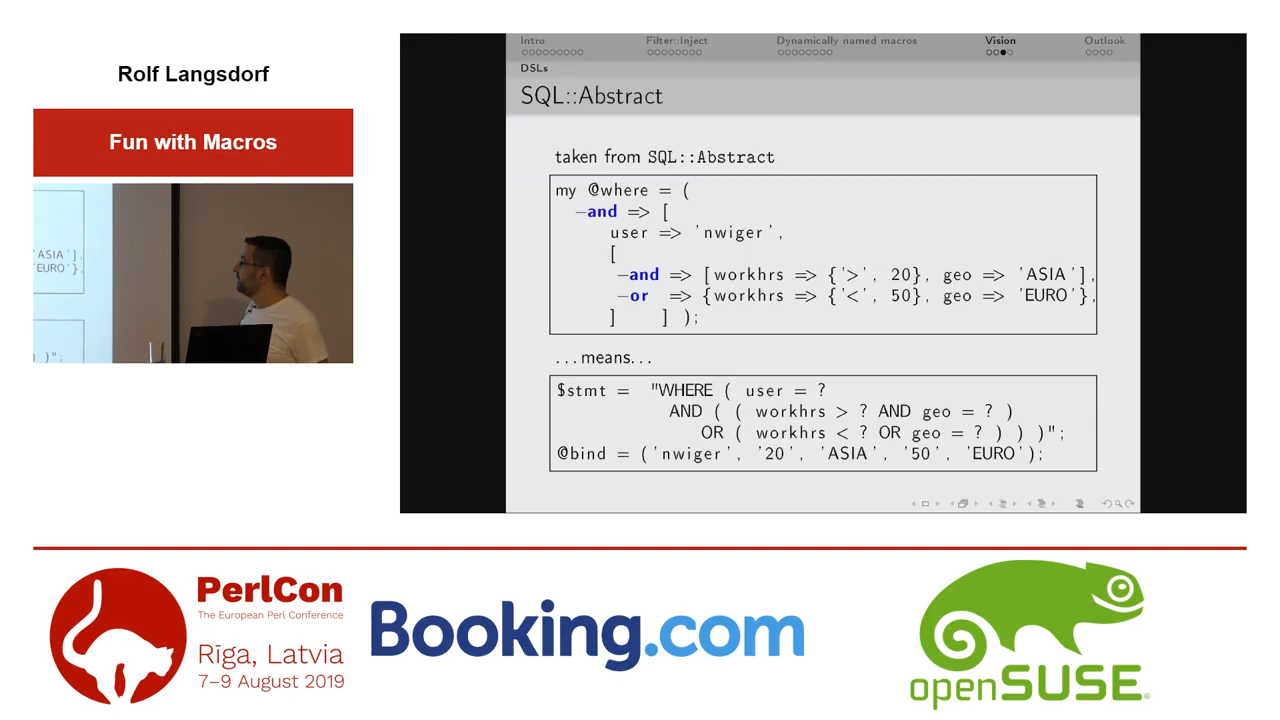 Rolf Langsdorf
Fun with Macros
'ASIA'],
'EURO'},
) )";
Intro
Filter::Inject
Dynamically named macros
Vision
Outlook
DSLs
SQL::Abstract
taken from SQL::Abstract
my @where = (
−and => [
user => 'nwiger',
[
−and => [workhrs => {'>', 20}, geo => 'ASIA'],
−or => {workhrs => {'<', 50}, geo => 'EURO'},
] ] );
...means...
$stmt = "WHERE ( user = ?
AND ( ( workhrs > ? AND geo = ? )
OR ( workhrs < ? OR geo = ? ) ) )";
@bind = ('nwiger', '20', 'ASIA', '50', 'EURO');
PerlCon
The European Perl Conference
Rīga, Latvia
7–9 August 2019
Booking.com
openSUSE